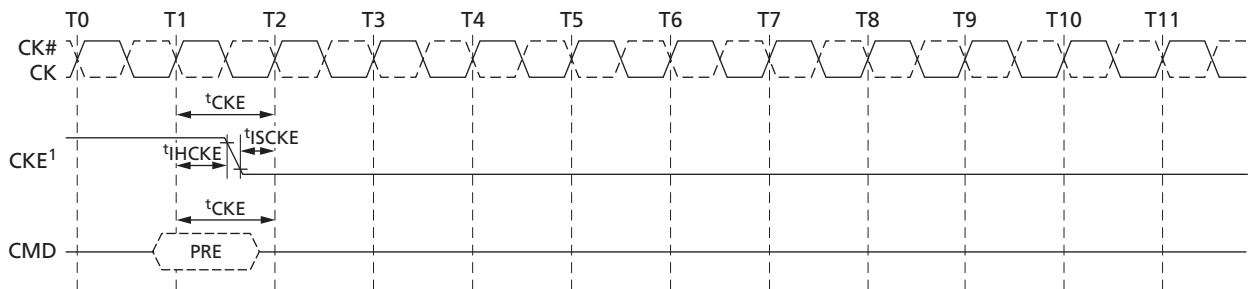 T0 T1 T2 T3 T4 T5 T6 T7 T8 T9 T10 T11
CK#
CK
tCKE
tISCKE
CKE1
tIHCKE
tCKE
CMD
PRE